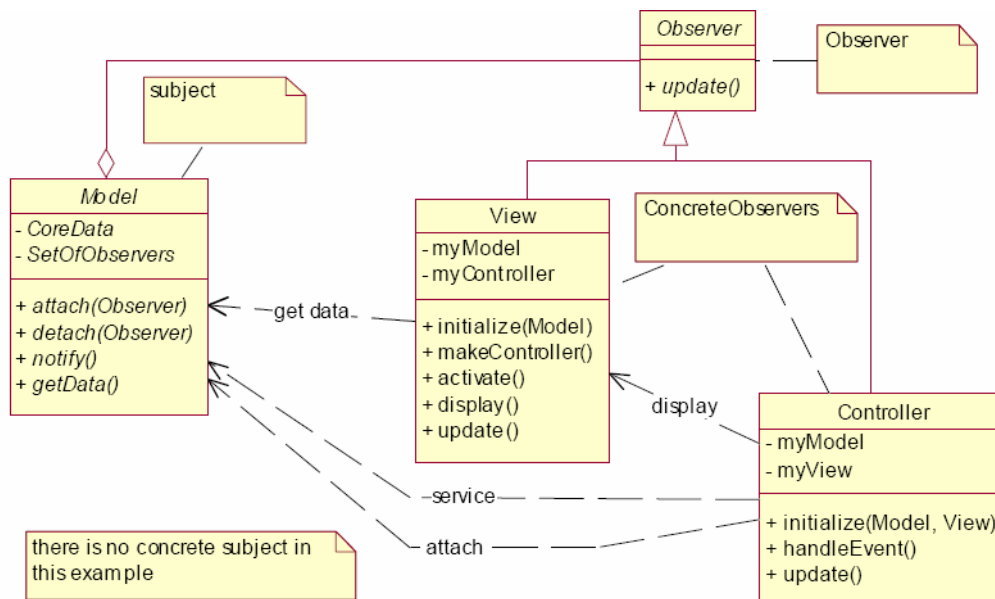 Observer
+ update()
Observer
subject
Model
- CoreData
- SetOfObservers
+ attach(Observer)
+ detach(Observer)
+ notify()
+ getData()
get data
View
- myModel
- myController
+ initialize(Model)
+ makeController()
+ activate()
+ display()
+ update()
ConcreteObservers
display
Controller
- myModel
- myView
+ initialize(Model, View)
+ handleEvent()
+ update()
service
attach
there is no concrete subject in
this example